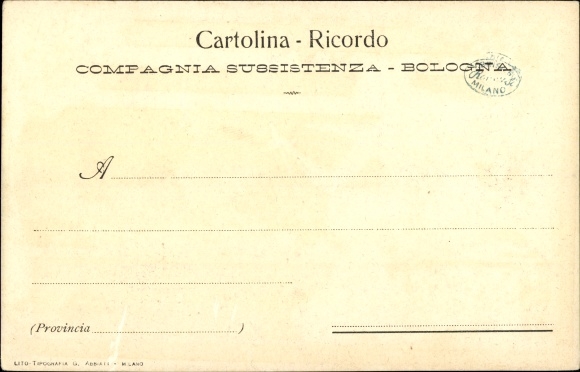 Cartolina - Ricordo
COMPAGNIA SUSSISTENZA - BOLOGNA
MILANO
A
(Provincia )
LITO-TIPOGRAFIA G. ABBIATI - MILANO